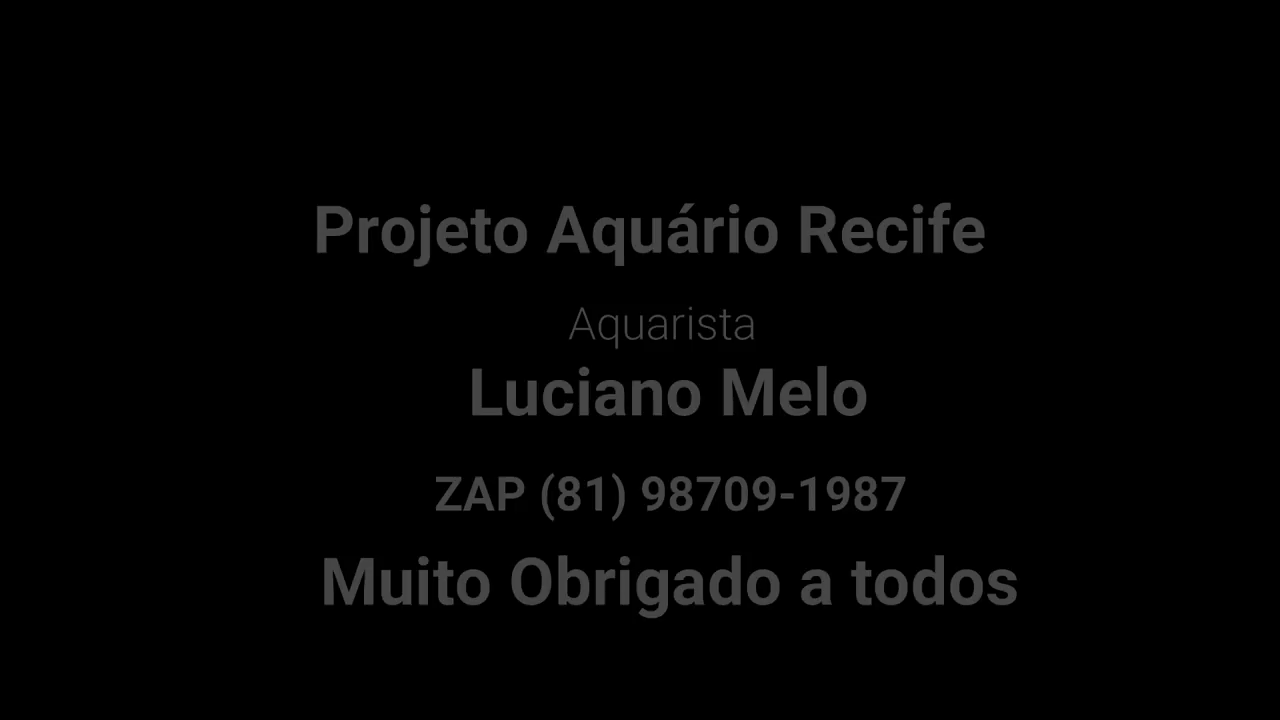 Projeto Aquário Recife
Aquarista
Luciano Melo
ZAP (81) 98709-1987
Muito Obrigado a todos